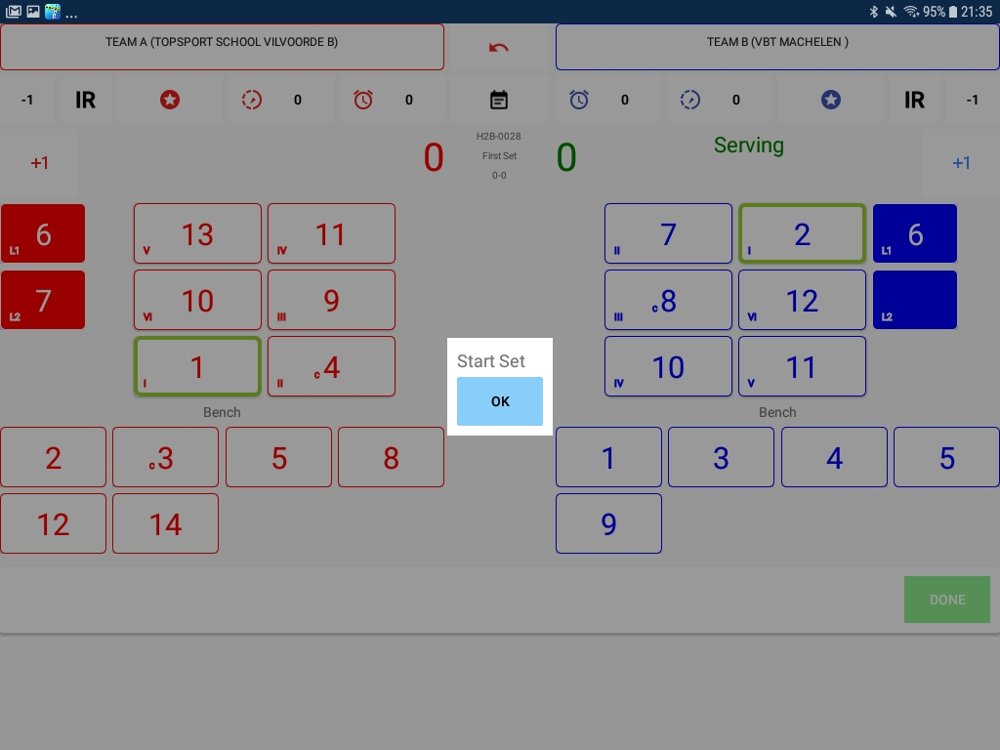 ... 95% 21:35
TEAM A (TOPSPORT SCHOOL VILVOORDE B) TEAM B (VBT MACHELEN )
-1 IR 0 0 0 0 IR -1
+1 0 H2B-0028 0 Serving +1
First Set
0-0
6 L1 13 V 11 IV 7 II 2 I 6 L1
7 L2 10 VI 9 III c8 III 12 VI L2
1 I c4 II 10 IV 11 V
Start Set
OK
Bench Bench
2 c3 5 8 1 3 4 5
12 14 9
DONE